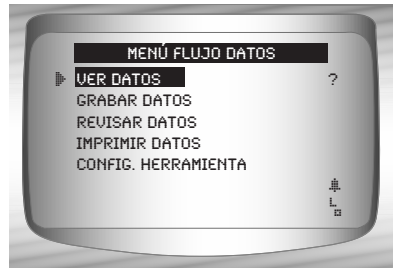 MENÚ FLUJO DATOS
VER DATOS ?
GRABAR DATOS
REVISAR DATOS
IMPRIMIR DATOS
CONFIG. HERRAMIENTA